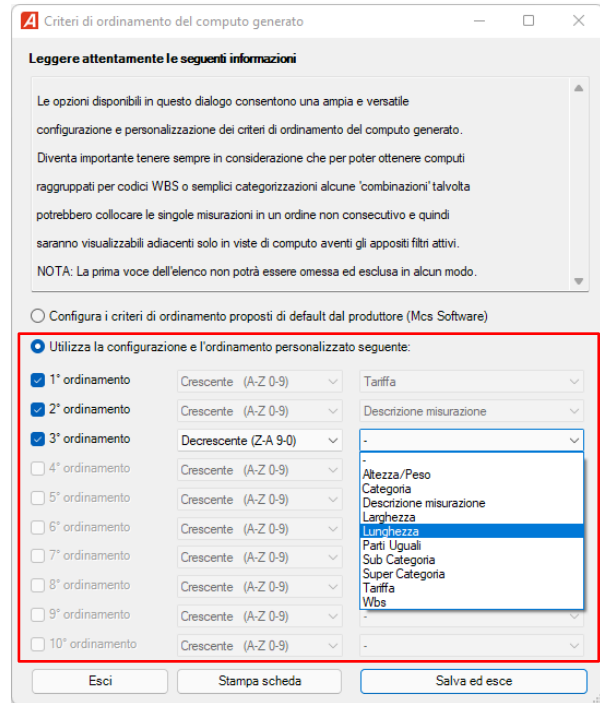 Criteri di ordinamento del computo generato
Leggere attentamente le seguenti informazioni
Le opzioni disponibili in questo dialogo consentono una ampia e versatile
configurazione e personalizzazione dei criteri di ordinamento del computo generato.
Diventa importante tenere sempre in considerazione che per poter ottenere computi
raggruppati per codici WBS o semplici categorizzazioni alcune 'combinazioni' talvolta
potrebbero collocare le singole misurazioni in un ordine non consecutivo e quindi
saranno visualizzabili adiacenti solo in viste di computo aventi gli appositi filtri attivi.
NOTA: La prima voce dell'elenco non potrà essere omessa ed esclusa in alcun modo.
Configura i criteri di ordinamento proposti di default dal produttore (Mcs Software)
Utilizza la configurazione e l'ordinamento personalizzato seguente:
1° ordinamento Crescente (A-Z 0-9) Tariffa
2° ordinamento Crescente (A-Z 0-9) Descrizione misurazione
3° ordinamento Decrescente (Z-A 9-0) -
-
Altezza/Peso
Categoria
Descrizione misurazione
Larghezza
Lunghezza
Parti Uguali
Sub Categoria
Super Categoria
Tariffa
Wbs
4° ordinamento Crescente (A-Z 0-9)
5° ordinamento Crescente (A-Z 0-9)
6° ordinamento Crescente (A-Z 0-9)
7° ordinamento Crescente (A-Z 0-9)
8° ordinamento Crescente (A-Z 0-9)
9° ordinamento Crescente (A-Z 0-9) -
10° ordinamento Crescente (A-Z 0-9) -
Esci Stampa scheda Salva ed esce